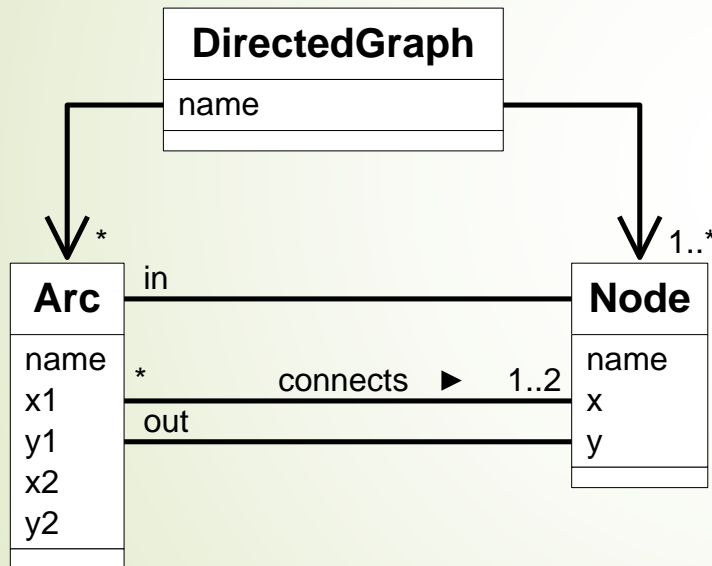 DirectedGraph
name
*
1..*
Arc
in
Node
name
x1
y1
x2
y2
* connects ► 1..2
out
name
x
y